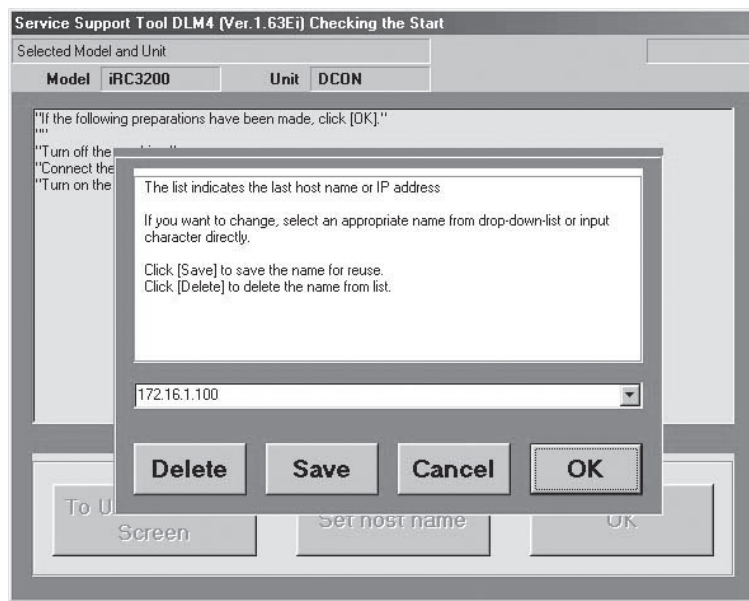 Service Support Tool DLM4 (Ver.1.63Ei) Checking the Start
Selected Model and Unit
Model iRC3200 Unit DCON
"If the following preparations have been made, click [OK]."
""
"Turn off the
"Connect the
"Turn on the
The list indicates the last host name or IP address
If you want to change, select an appropriate name from drop-down-list or input
character directly.
Click [Save] to save the name for reuse.
Click [Delete] to delete the name from list.
172.16.1.100
Delete Save Cancel OK
To
Screen
Set host name
OK